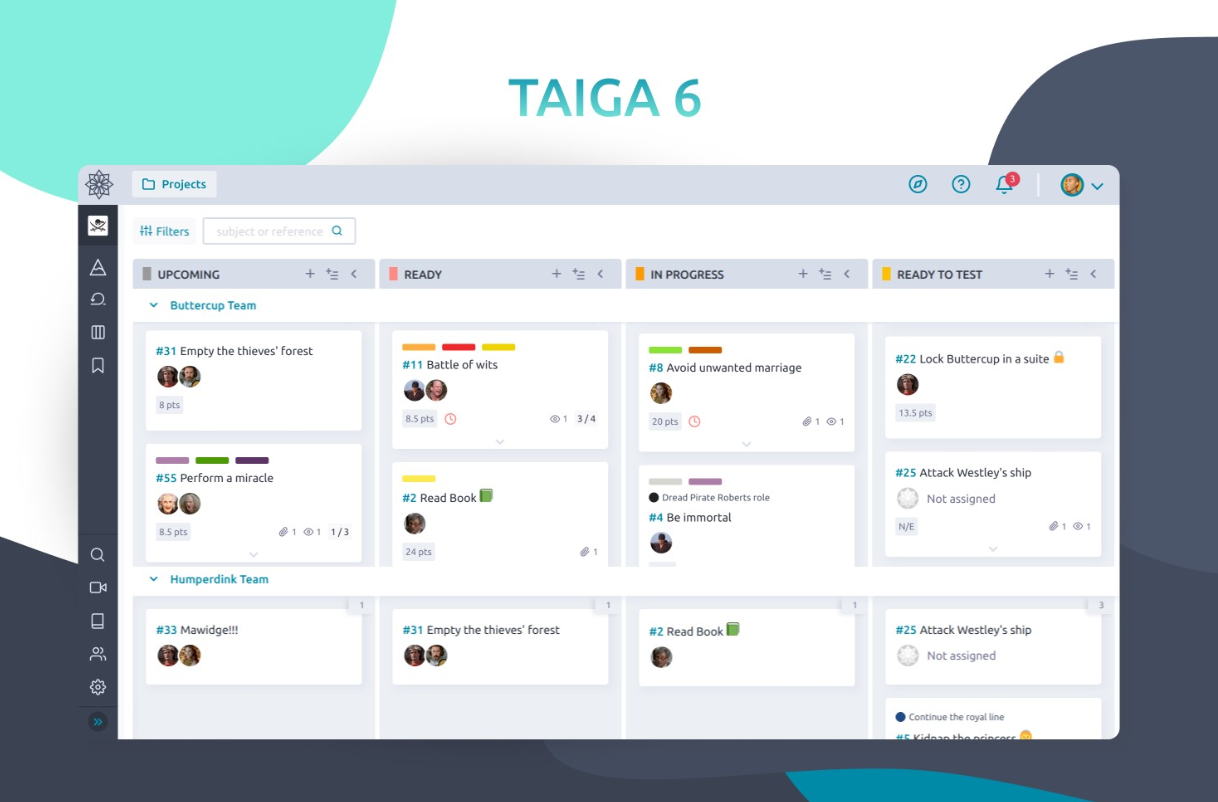 TAIGA 6
Projects
3
Filters
subject or reference
UPCOMING
READY
IN PROGRESS
READY TO TEST
Buttercup Team
#31 Empty the thieves' forest
8 pts
#55 Perform a miracle
8.5 pts
1
1
1/3
#11 Battle of wits
8.5 pts
1
3/4
#2 Read Book
24 pts
1
#8 Avoid unwanted marriage
20 pts
1
1
Dread Pirate Roberts role
#4 Be immortal
#22 Lock Buttercup in a suite
13.5 pts
#25 Attack Westley's ship
Not assigned
N/E
1
1
Humperdink Team
1
#33 Mawidge!!!
1
#31 Empty the thieves' forest
1
#2 Read Book
3
#25 Attack Westley's ship
Not assigned
Continue the royal line
#5 Kidnap the princess